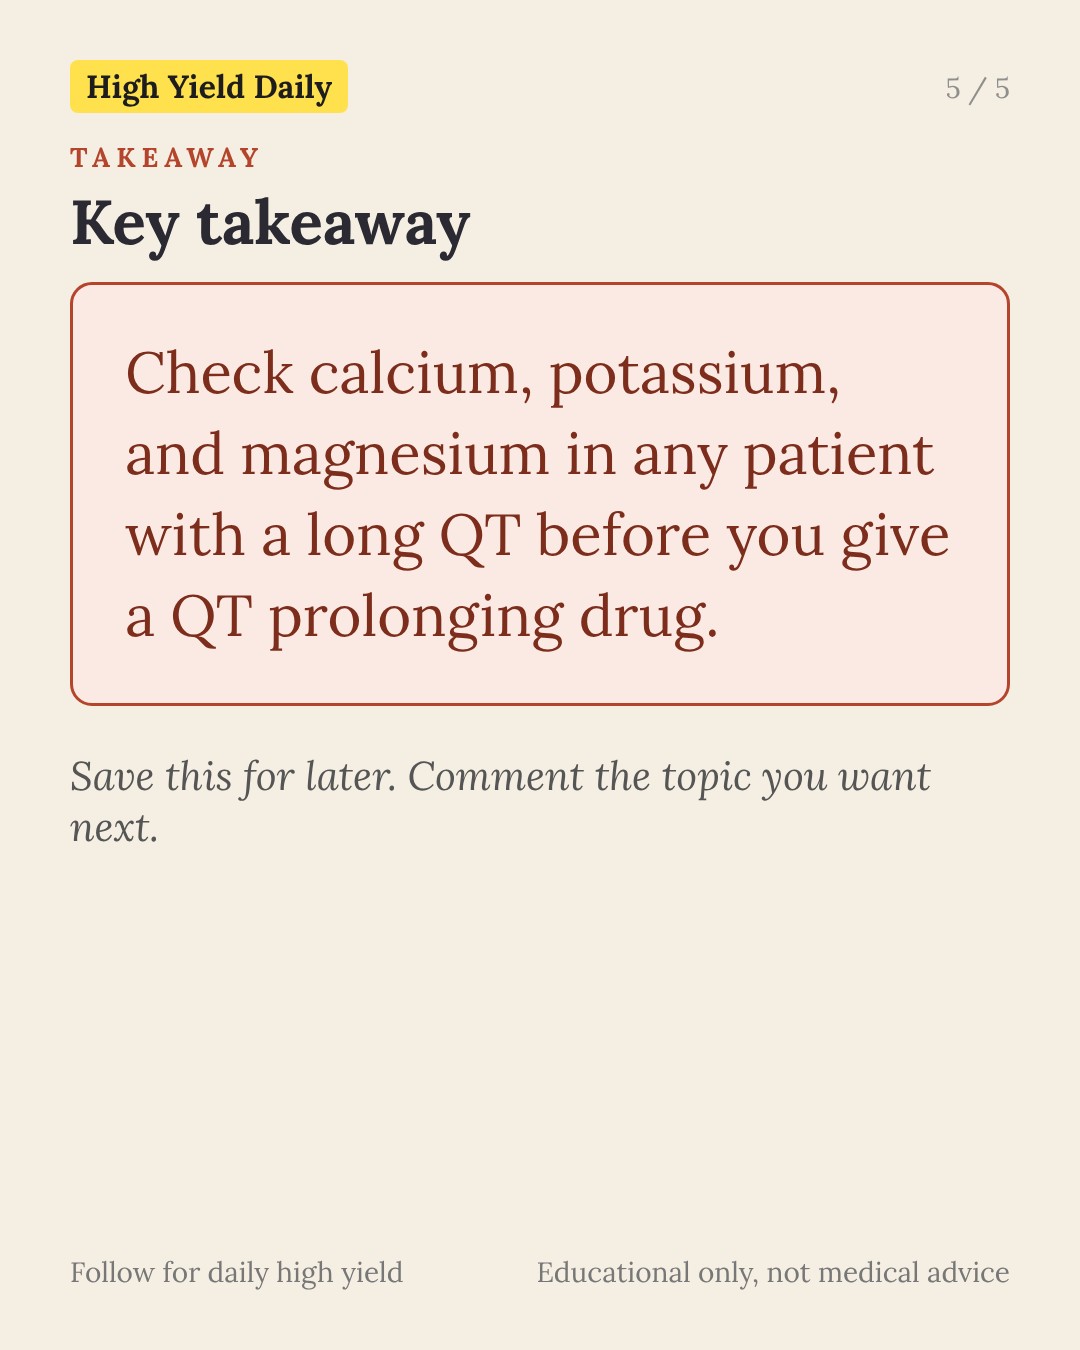 High Yield Daily
5 / 5
TAKEAWAY
Key takeaway
Check calcium, potassium,
and magnesium in any patient
with a long QT before you give
a QT prolonging drug.
Save this for later. Comment the topic you want
next.
Follow for daily high yield
Educational only, not medical advice